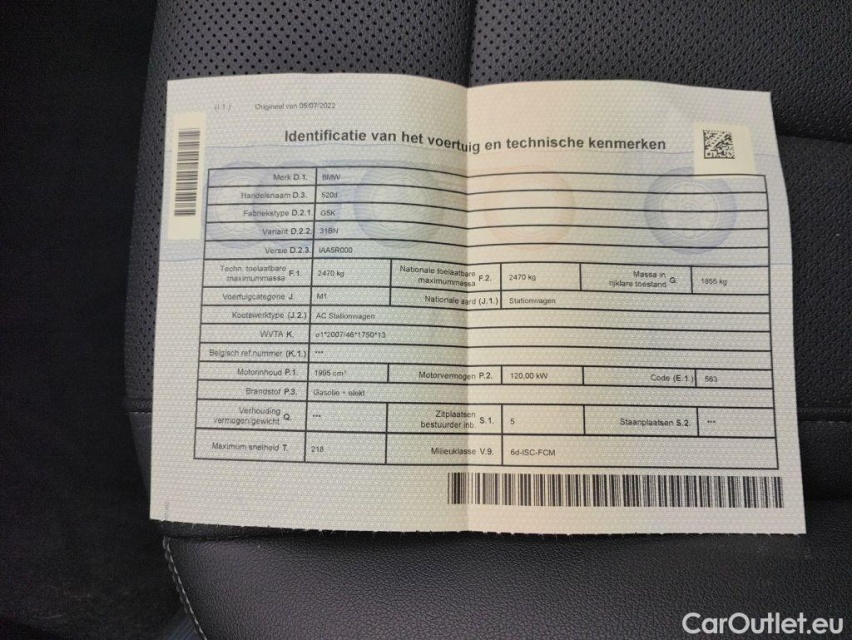 (I.1.) Origineel van 05/07/2022
Identificatie van het voertuig en technische kenmerken
Merk D.1. BMW
Handelsnaam D.3. 520d
Fabriekstype D.2.1. G5K
Variant D.2.2. 31BN
Versie D.2.3. IAA5R000
Techn. toelaatbare maximummassa F.1. 2470 kg Nationale toelaatbare maximummassa F.2. 2470 kg Massa in rijklare toestand G. 1855 kg
Voertuigcategorie J. M1 Nationale aard (J.1.) Stationwagen
Koetswerktype (J.2.) AC Stationwagen
WVTA K. e1*2007/46*1750*13
Belgisch ref.nummer (K.1.) ***
Motorinhoud P.1. 1995 cm³ Motorvermogen P.2. 120,00 kW Code (E.1.) 563
Brandstof P.3. Gasolie + elekt
Verhouding vermogen/gewicht Q. *** Zitplaatsen bestuurder inb. S.1. 5 Staanplaatsen S.2. ***
Maximum snelheid T. 218 Milieuklasse V.9. 6d-ISC-FCM
CarOutlet.eu